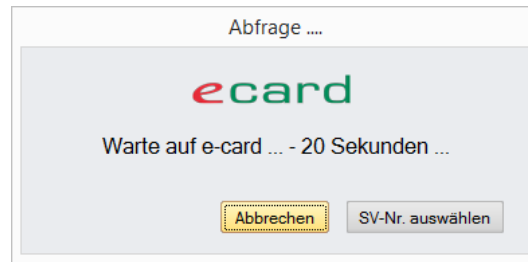 Abfrage ....
ecard
Warte auf e-card ... - 20 Sekunden ...
Abbrechen SV-Nr. auswählen